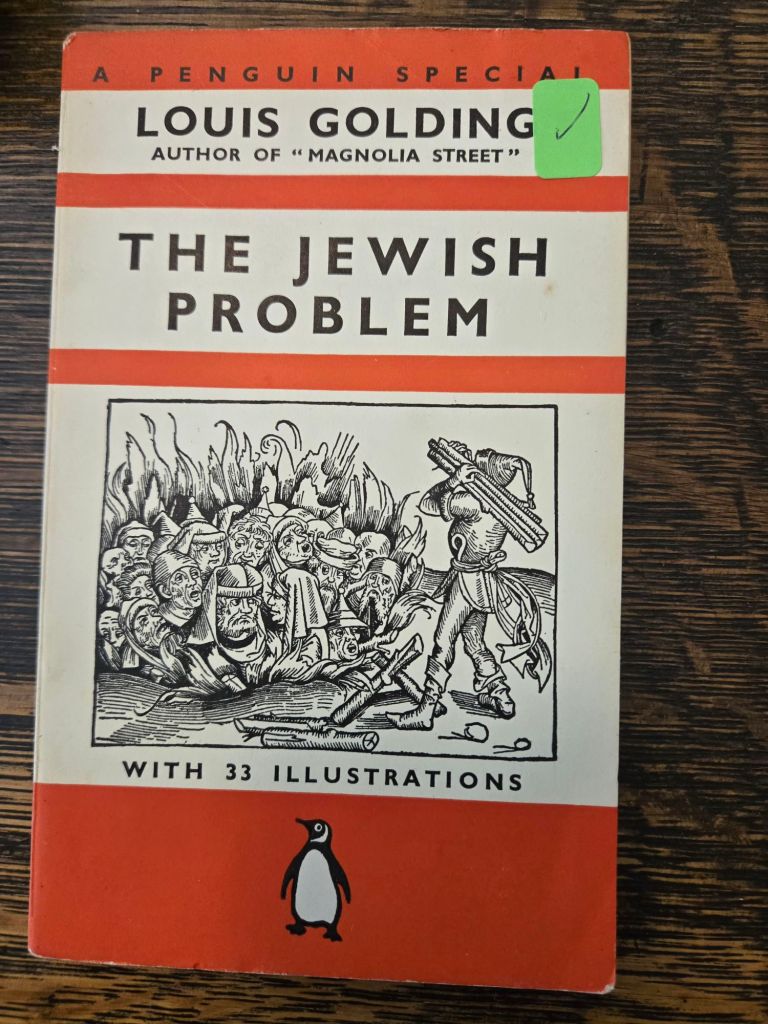 A PENGUIN SPECIAL
LOUIS GOLDING
AUTHOR OF "MAGNOLIA STREET"
THE JEWISH
PROBLEM
WITH 33 ILLUSTRATIONS